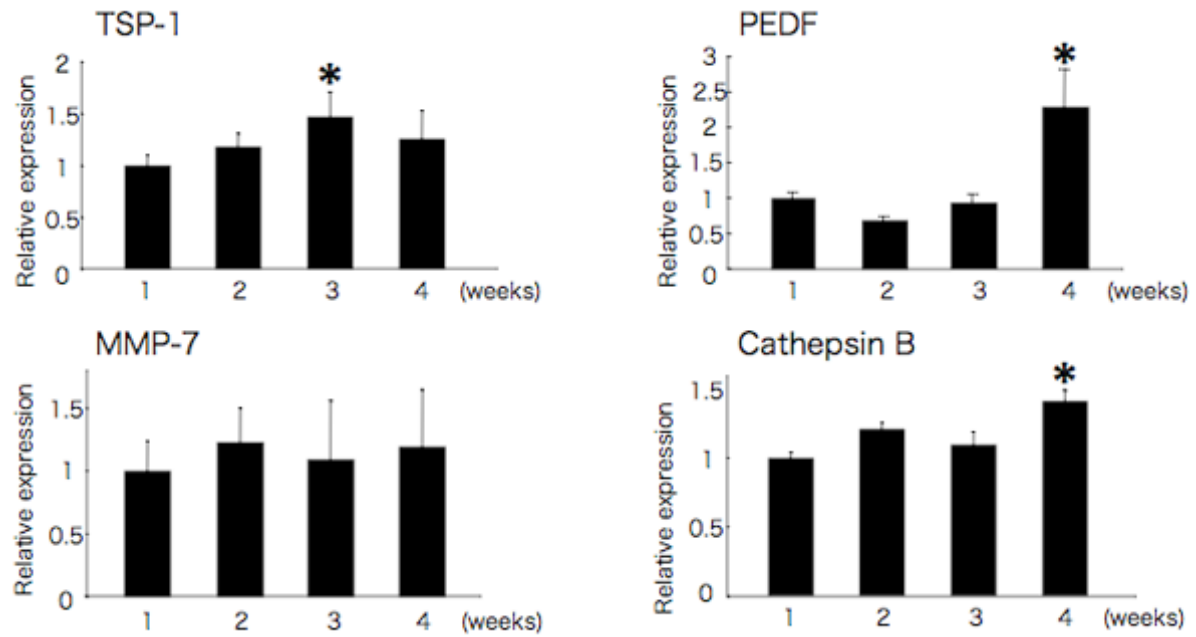 TSP-1
Relative expression
2
*
1.5
1
0.5
0
1 2 3 4 (weeks)
PEDF
Relative expression
3
*
2.5
2
1.5
1
0.5
0
1 2 3 4 (weeks)
MMP-7
Relative expression
1.5
1
0.5
0
1 2 3 4 (weeks)
Cathepsin B
Relative expression
*
1.5
1
0.5
0
1 2 3 4 (weeks)